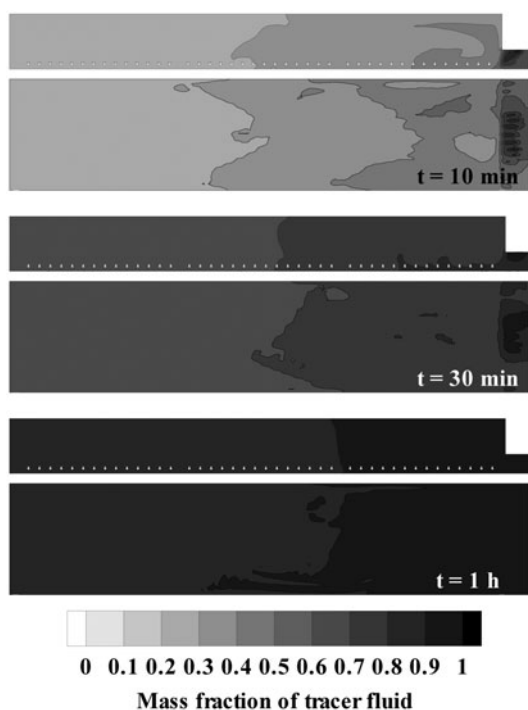 t = 10 min
t = 30 min
t = 1 h
0 0.1 0.2 0.3 0.4 0.5 0.6 0.7 0.8 0.9 1
Mass fraction of tracer fluid